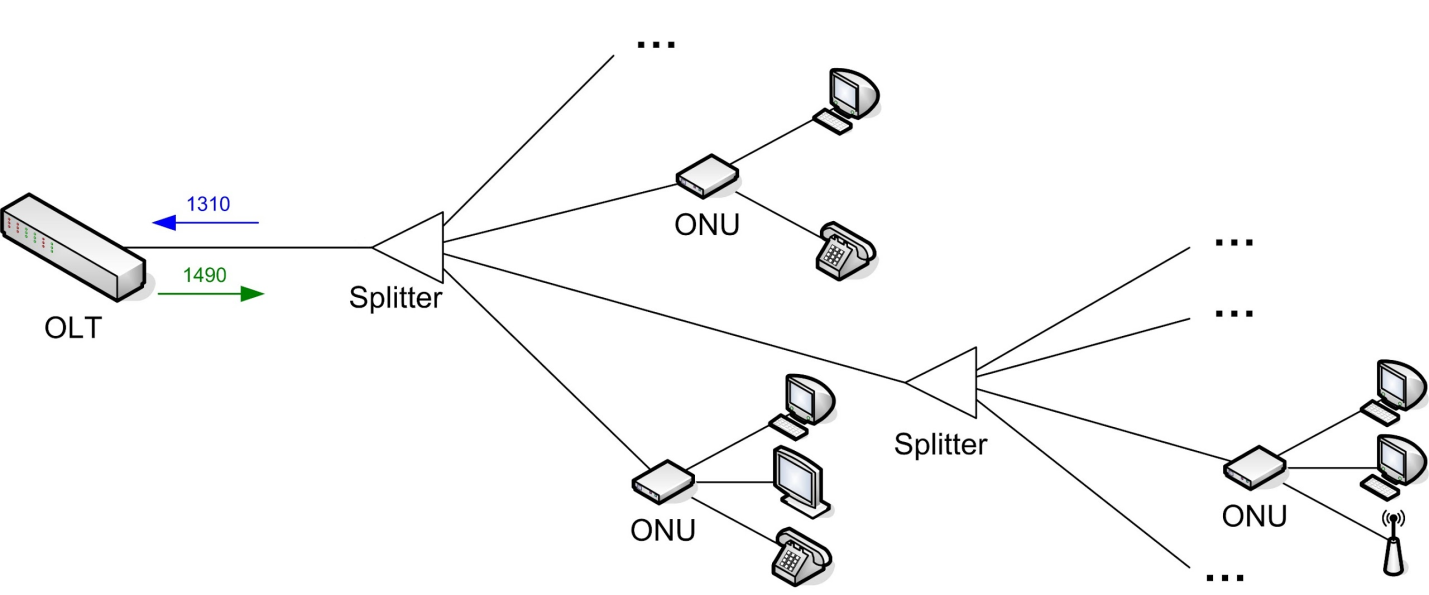 ...
1310
ONU
...
1490
Splitter
...
OLT
Splitter
ONU
ONU
...